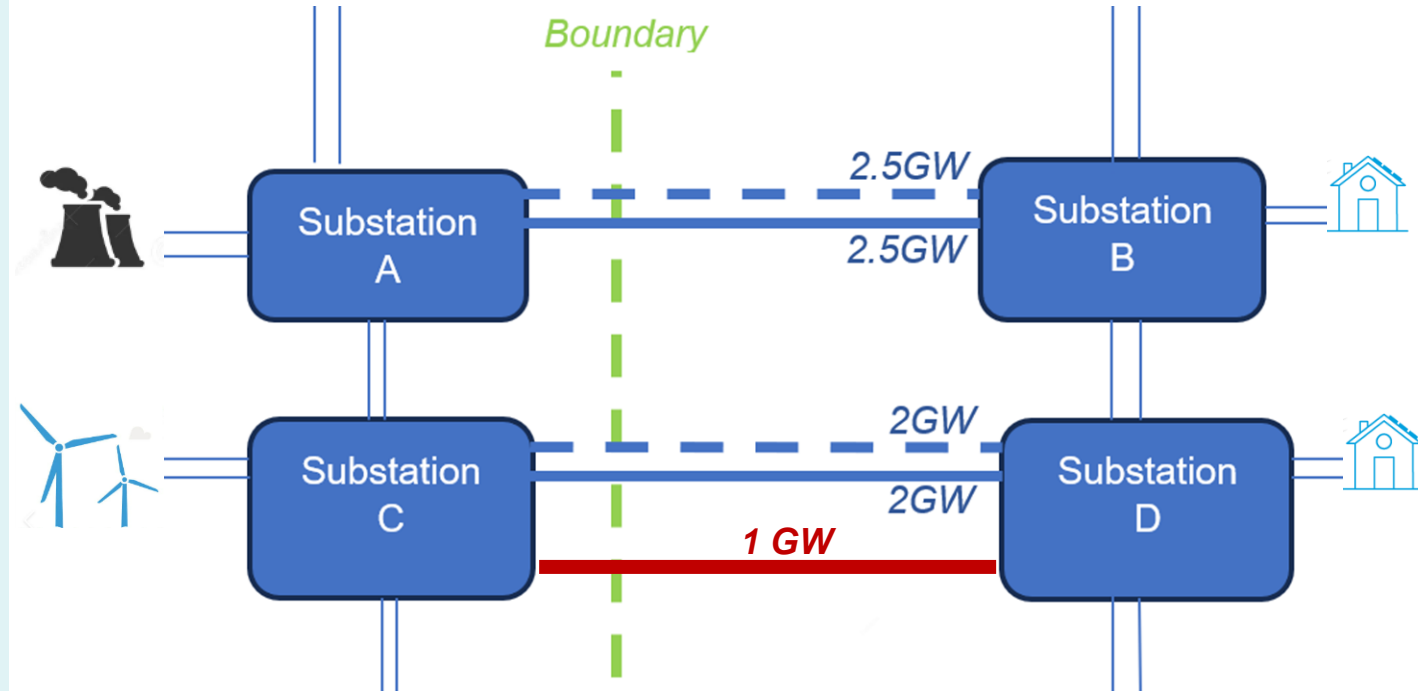 Boundary
2.5GW
Substation
A
2.5GW
Substation
B
2GW
Substation
C
2GW
Substation
D
1 GW